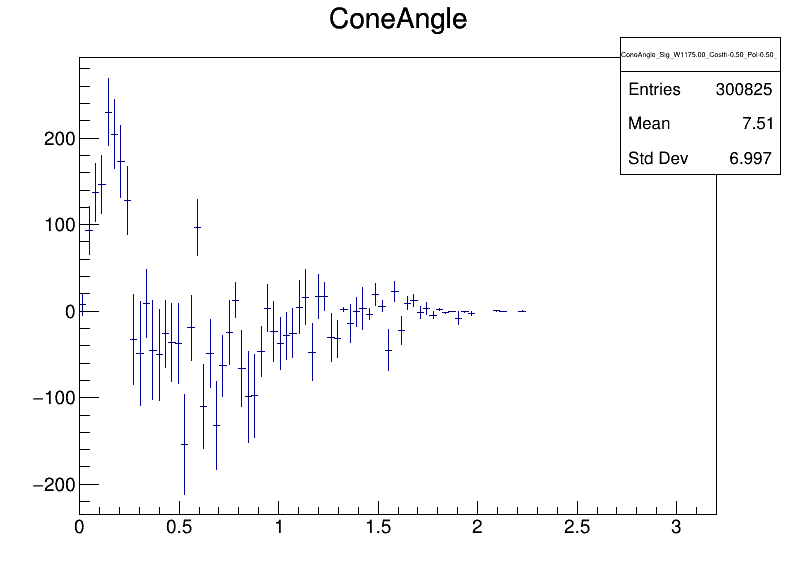 ConeAngle
ConeAngle_Sig_W1175.00_Costh-0.50_Pol-0.50_
Entries 300825
Mean 7.51
Std Dev 6.997
200
100
0
−100
−200
0 0.5 1 1.5 2 2.5 3